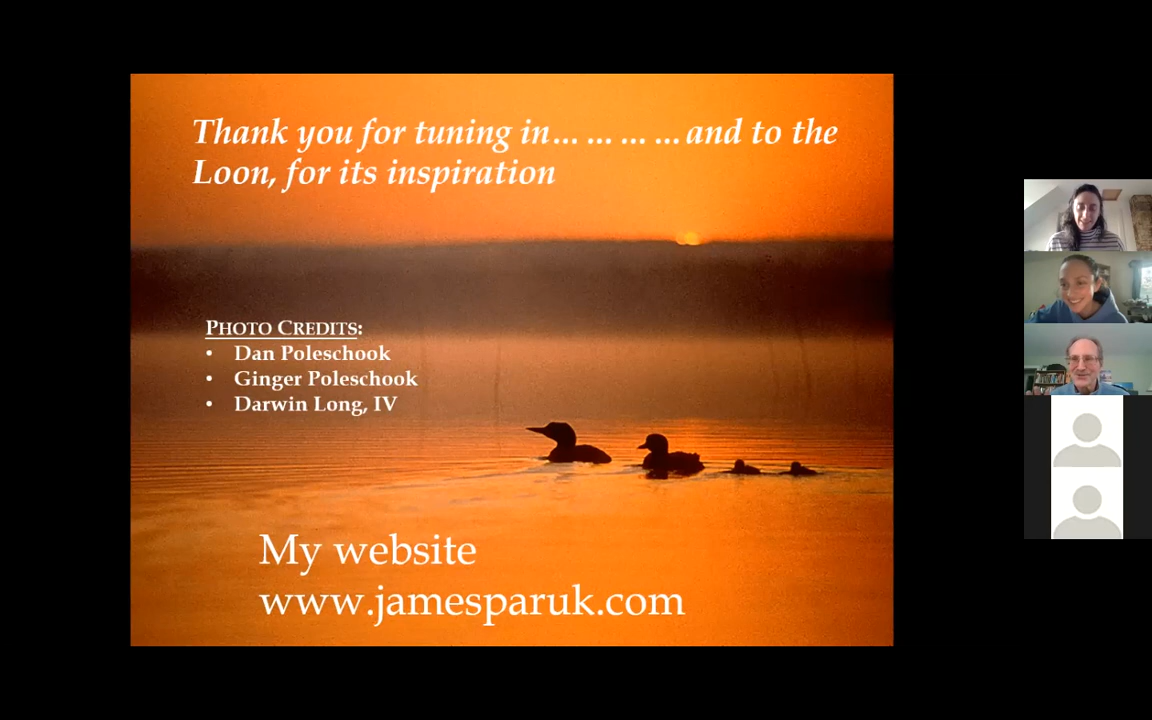 Thank you for tuning in… … … …and to the
Loon, for its inspiration
PHOTO CREDITS:
• Dan Poleschook
• Ginger Poleschook
• Darwin Long, IV
My website
www.jamesparuk.com